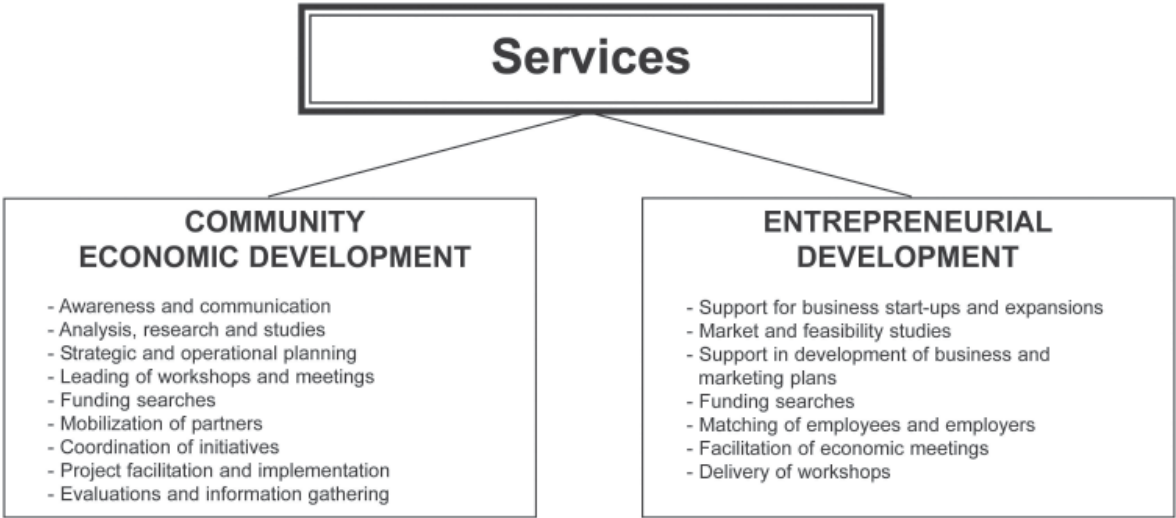 Services
COMMUNITY
ECONOMIC DEVELOPMENT
- Awareness and communication
- Analysis, research and studies
- Strategic and operational planning
- Leading of workshops and meetings
- Funding searches
- Mobilization of partners
- Coordination of initiatives
- Project facilitation and implementation
- Evaluations and information gathering
ENTREPRENEURIAL
DEVELOPMENT
- Support for business start-ups and expansions
- Market and feasibility studies
- Support in development of business and
marketing plans
- Funding searches
- Matching of employees and employers
- Facilitation of economic meetings
- Delivery of workshops